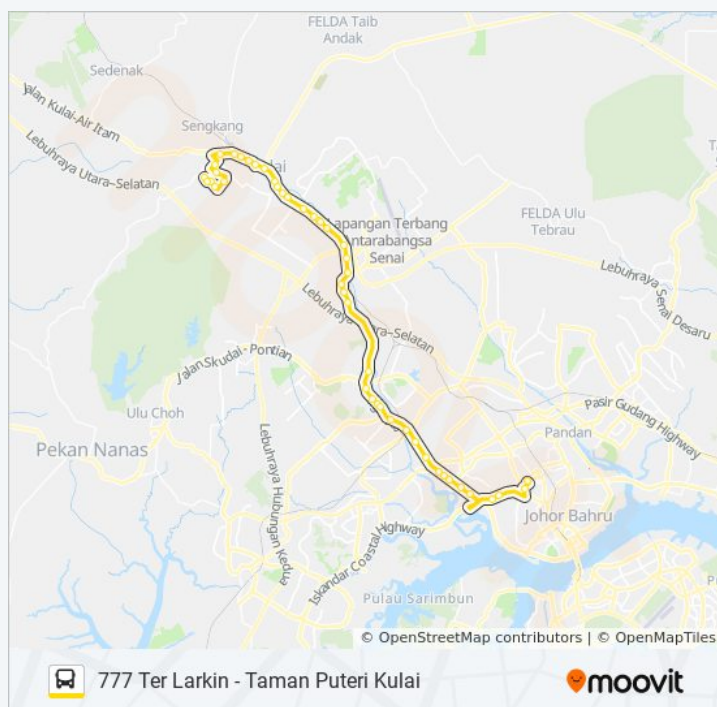 FELDA Taib
Andak
Sedenak
Jalan Kulai-Air Itam
Sengkang
Lebuhraya Utara–Selatan
Lapangan Terbang
Antarabangsa
Senai
FELDA Ulu
Tebrau
Lebuhraya Senai Desaru
Lebuhraya Utara–Selatan
Jalan Skudai - Pontian
Ulu Choh
Pasir Gudang Highway
Pandan
Pekan Nanas
Lebuhraya Hubungan Kedua
Johor Bahru
Iskandar Coastal Highway
Pulau Sarimbun
© OpenStreetMap contributors | © OpenMapTiles
777 Ter Larkin - Taman Puteri Kulai
moovit